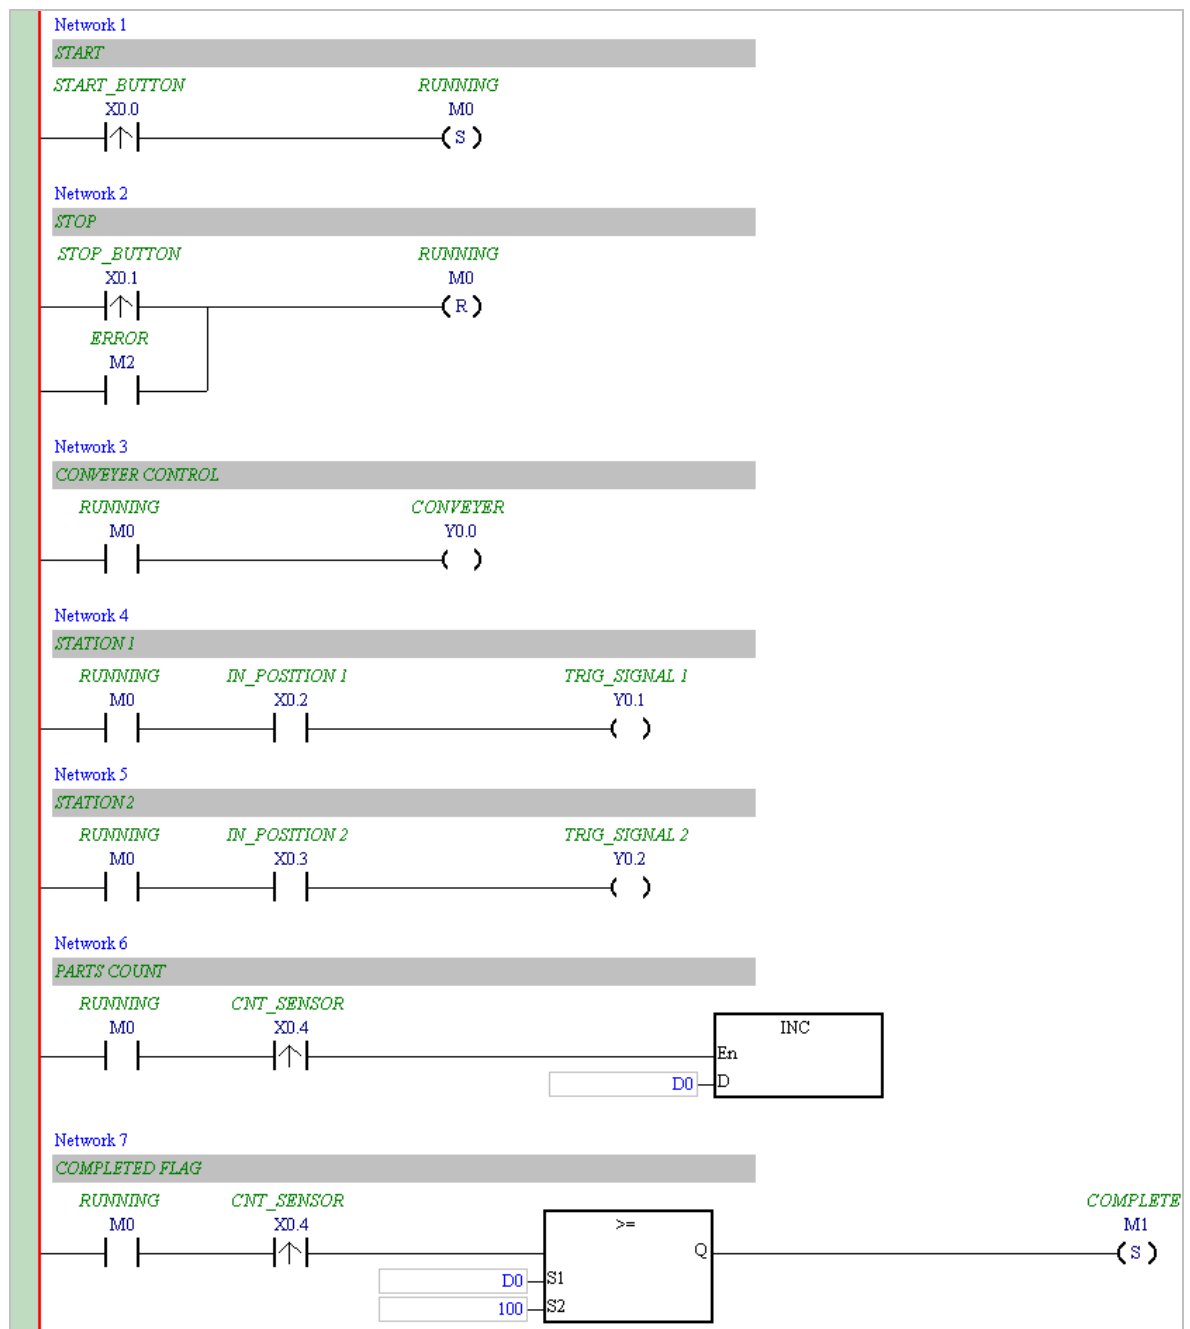 Network 1
START
START_BUTTON RUNNING
X0.0 M0
S
Network 2
STOP
STOP_BUTTON RUNNING
X0.1 M0
R
ERROR
M2
Network 3
CONVEYER CONTROL
RUNNING CONVEYER
M0 Y0.0
Network 4
STATION 1
RUNNING IN_POSITION 1 TRIG_SIGNAL 1
M0 X0.2 Y0.1
Network 5
STATION2
RUNNING IN_POSITION 2 TRIG_SIGNAL 2
M0 X0.3 Y0.2
Network 6
PARTS COUNT
RUNNING CNT_SENSOR
M0 X0.4 INC
En
D0 D
Network 7
COMPLETED FLAG
RUNNING CNT_SENSOR COMPLETE
M0 X0.4 >= M1
Q S
D0 S1
100 S2